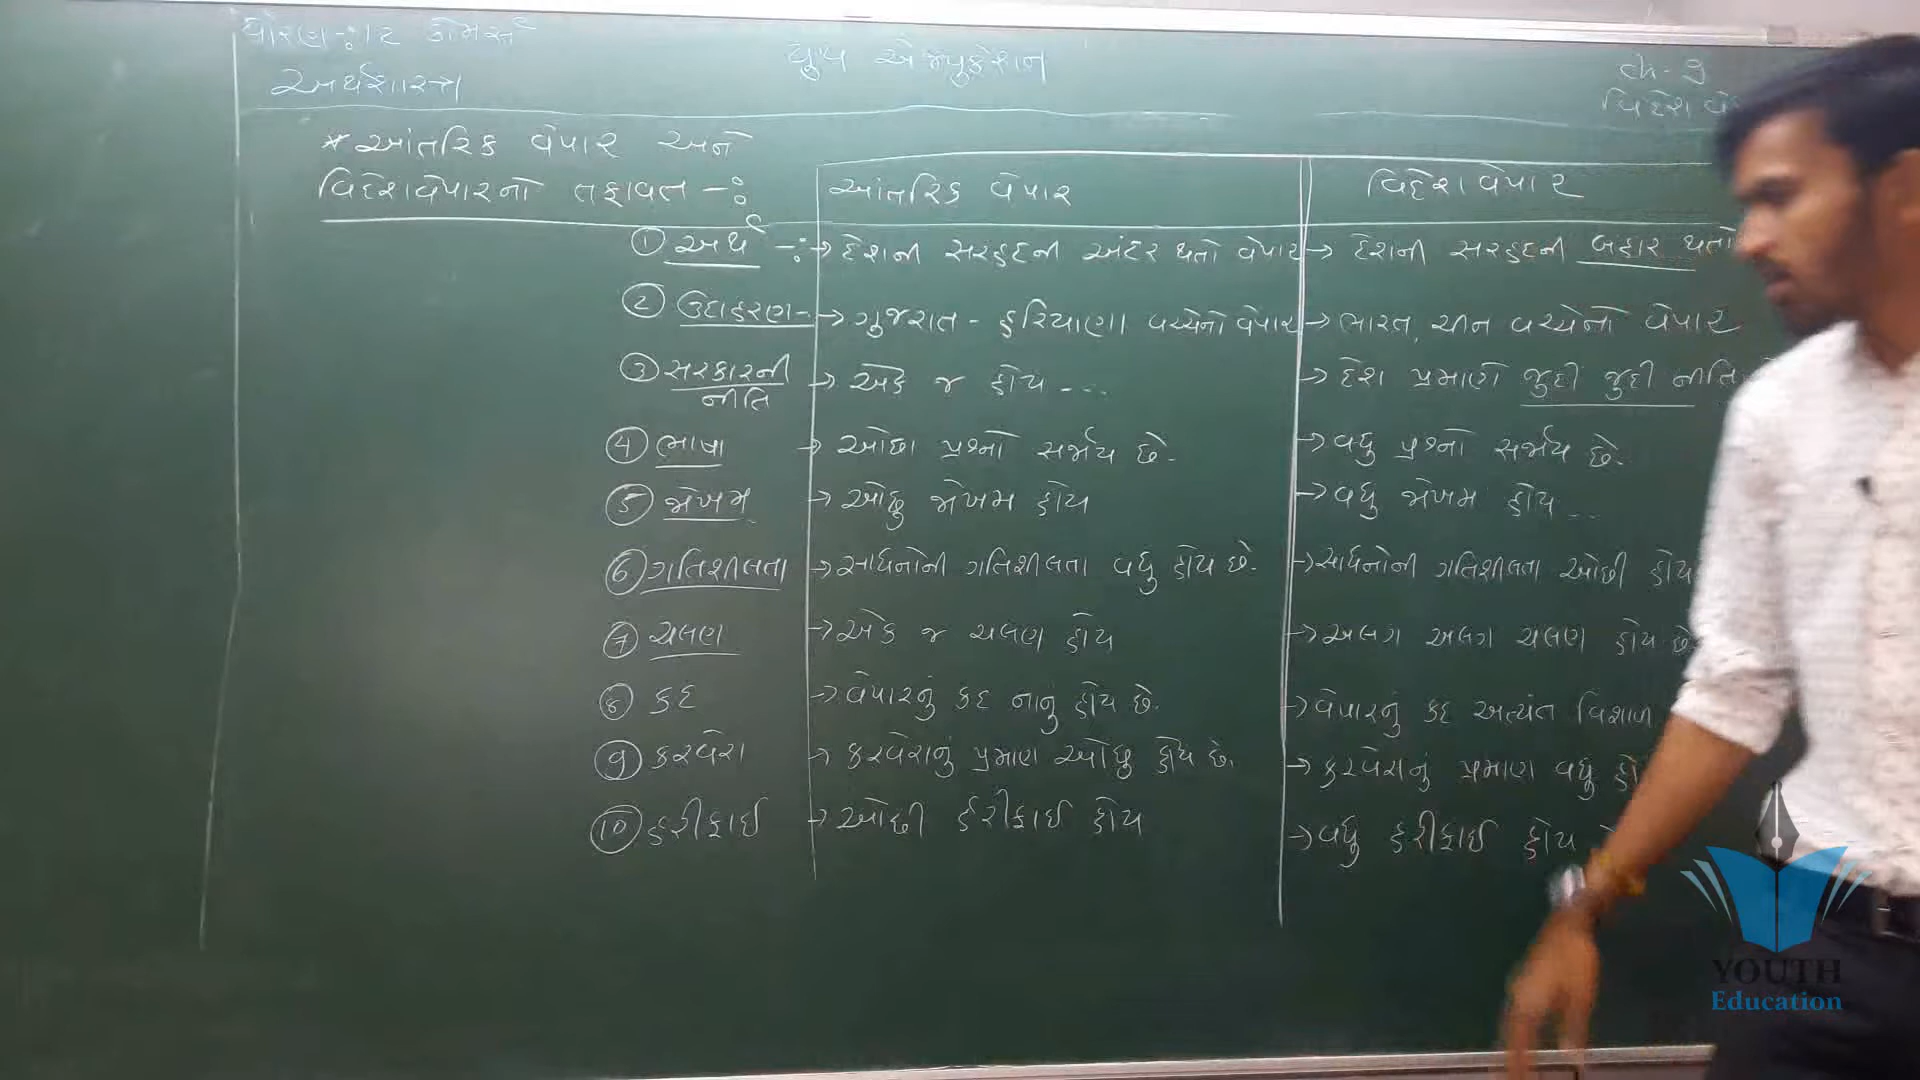 ધોરણ-:૧૨ કોમર્સ
અર્થશાસ્ત્ર
યુથ એજ્યુકેશન
ch-9
વિદેશ
* આંતરિક વેપાર અને
વિદેશવેપારનો તફાવત -:
આંતરિક વેપાર
વિદેશવેપાર
① અર્થ -: → દેશની સરહદની અંદર થતો વેપાર → દેશની સરહદની બહાર થતો
② ઉદાહરણ- → ગુજરાત - હરિયાણા વચ્ચેનો વેપાર → ભારત, ચીન વચ્ચેનો વેપાર
③ સરકારની નીતિ → એક જ હોય --- → દેશ પ્રમાણે જુદી જુદી નીતિ
④ ભાષા → ઓછા પ્રશ્નો સર્જાય છે. → વધુ પ્રશ્નો સર્જાય છે.
⑤ જોખમ → ઓછુ જોખમ હોય → વધુ જોખમ હોય --
⑥ ગતિશીલતા → સાધનોની ગતિશીલતા વધુ હોય છે. → સાધનોની ગતિશીલતા ઓછી હોય
⑦ ચલણ → એક જ ચલણ હોય → અલગ અલગ ચલણ હોય છે
⑧ કદ → વેપારનું કદ નાનું હોય છે. → વેપારનું કદ અત્યંત વિશાળ
⑨ કરવેરા → કરવેરાનું પ્રમાણ ઓછુ હોય છે. → કરવેરાનું પ્રમાણ વધુ હો
⑩ હરીફાઈ → ઓછી હરીફાઈ હોય → વધુ હરીફાઈ હોય
YOUTH
Education